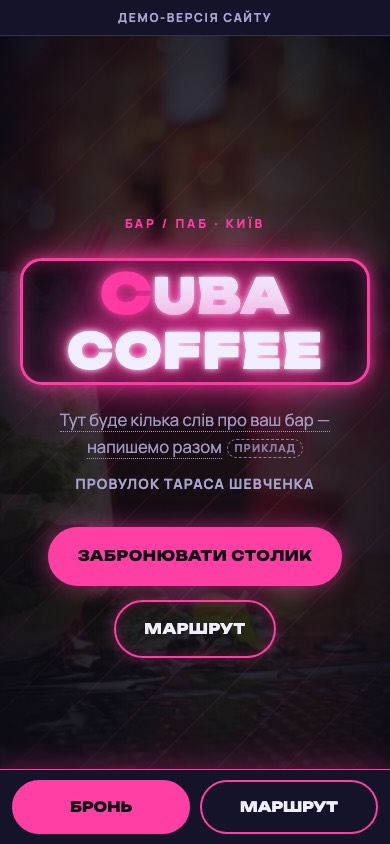 ДЕМО-ВЕРСІЯ САЙТУ
БАР / ПАБ · КИЇВ
CUBA
COFFEE
Тут буде кілька слів про ваш бар —
напишемо разом ПРИКЛАД
ПРОВУЛОК ТАРАСА ШЕВЧЕНКА
ЗАБРОНЮВАТИ СТОЛИК
МАРШРУТ
БРОНЬ МАРШРУТ